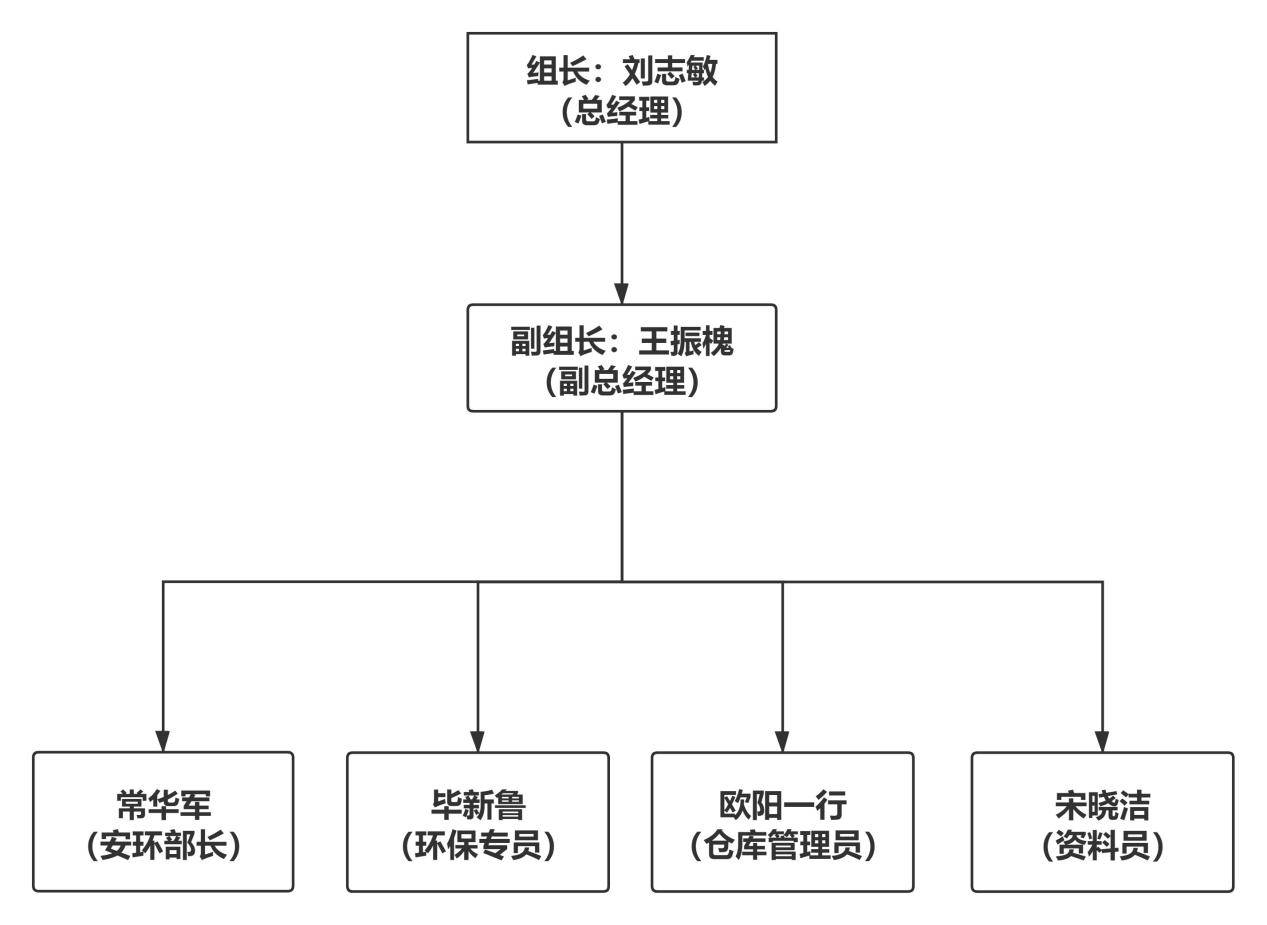 组长：刘志敏
（总经理）
副组长：王振槐
（副总经理）
常华军
（安环部长）
毕新鲁
（环保专员）
欧阳一行
（仓库管理员）
宋晓洁
（资料员）